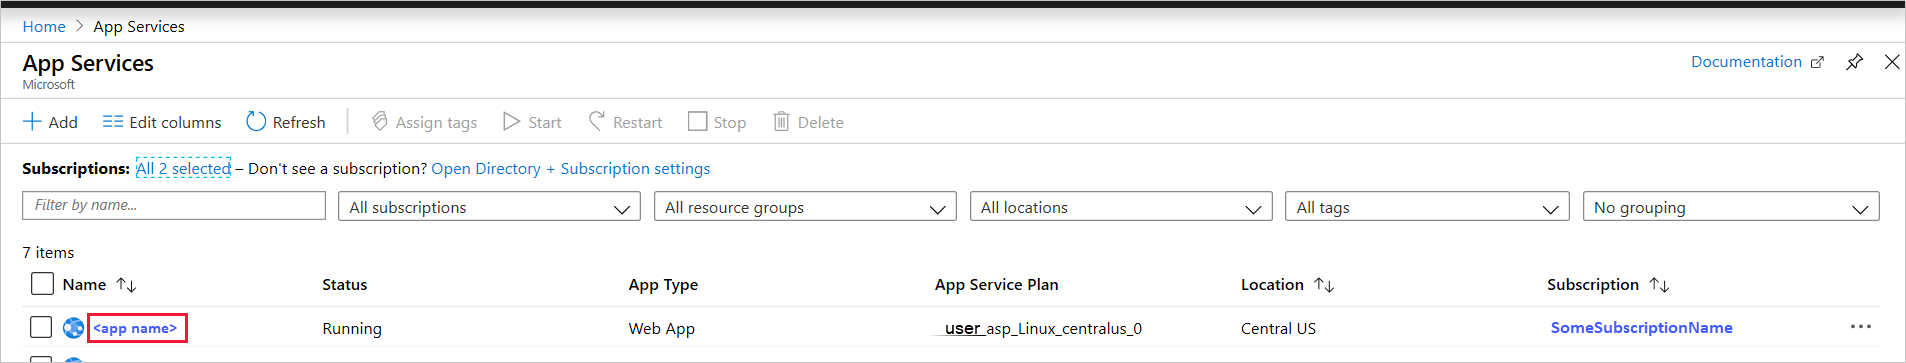 Home > App Services
App Services
Microsoft
Documentation
Add Edit columns Refresh Assign tags Start Restart Stop Delete
Subscriptions: All 2 selected – Don't see a subscription? Open Directory + Subscription settings
Filter by name... All subscriptions All resource groups All locations All tags No grouping
7 items
Name Status App Type App Service Plan Location Subscription
<app name> Running Web App user_asp_Linux_centralus_0 Central US SomeSubscriptionName